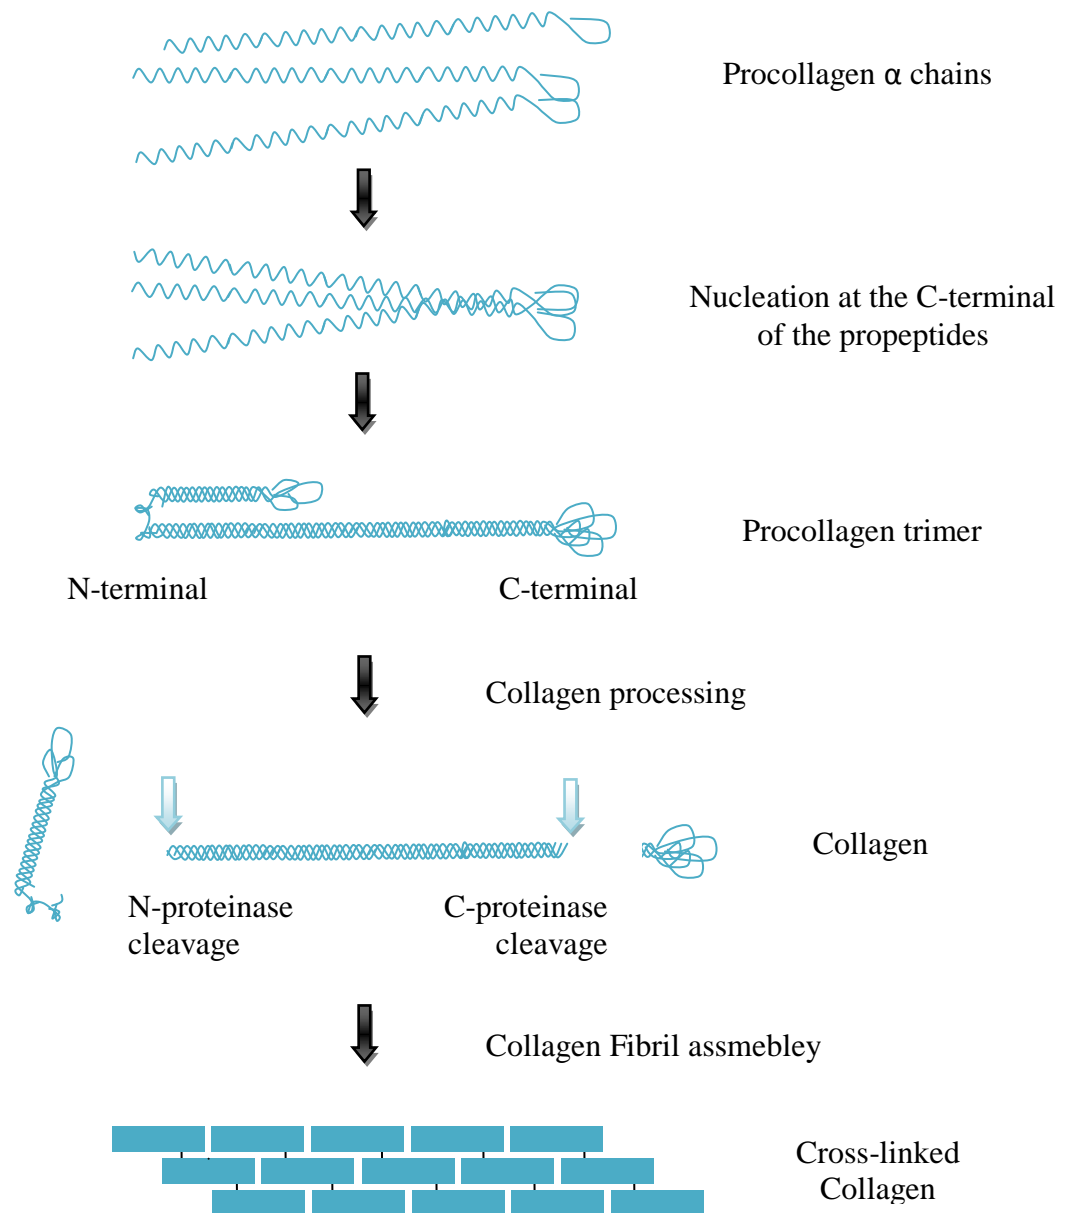 Procollagen α chains
Nucleation at the C-terminal
of the propeptides
Procollagen trimer
N-terminal
C-terminal
Collagen processing
Collagen
N-proteinase
cleavage
C-proteinase
cleavage
Collagen Fibril assmebley
Cross-linked
Collagen